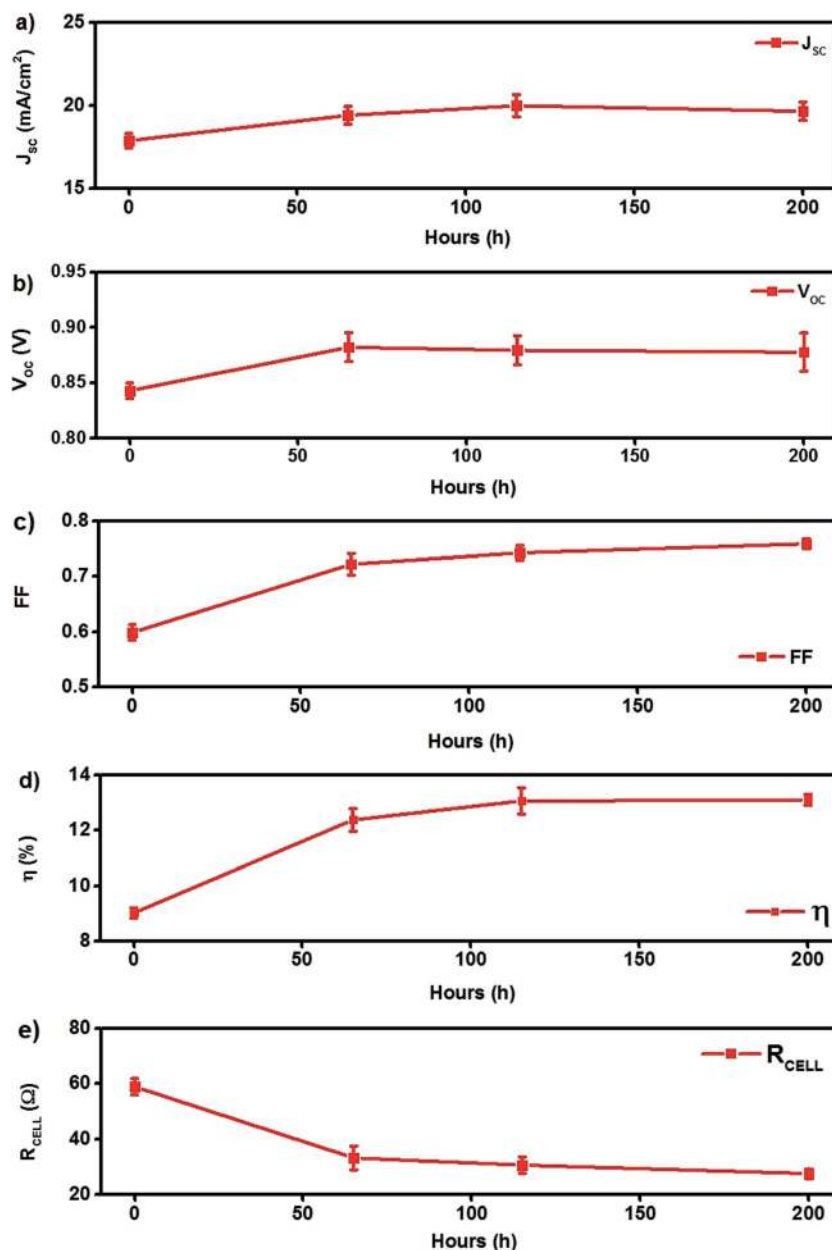 a)
J_SC (mA/cm²)
25
20
15
J_SC
0 50 100 150 200
Hours (h)
b)
V_OC (V)
0.95
0.90
0.85
0.80
V_OC
0 50 100 150 200
Hours (h)
c)
FF
0.8
0.7
0.6
0.5
FF
0 50 100 150 200
Hours (h)
d)
η (%)
14
12
10
8
η
0 50 100 150 200
Hours (h)
e)
R_CELL (Ω)
80
60
40
20
R_CELL
0 50 100 150 200
Hours (h)